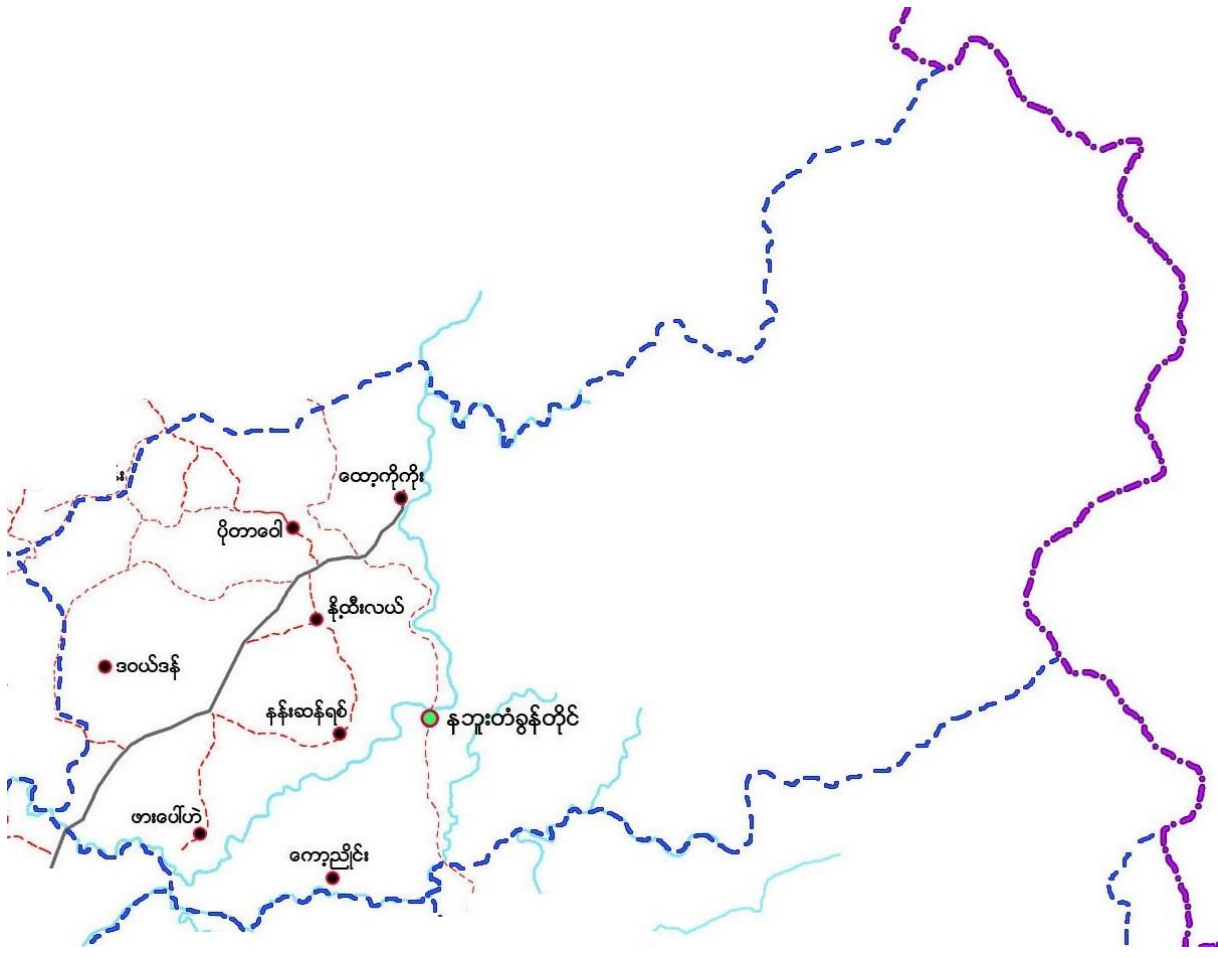 ထော့ကိုကိုး
ပိုတာဝေါ
နို့ထီးလယ်
ဒဝယ်ဒန်
နန်းဆန်ရစ်
နဘူးတံခွန်တိုင်
ဖားပေါ်ဟဲ
ကော့ညိုင်း